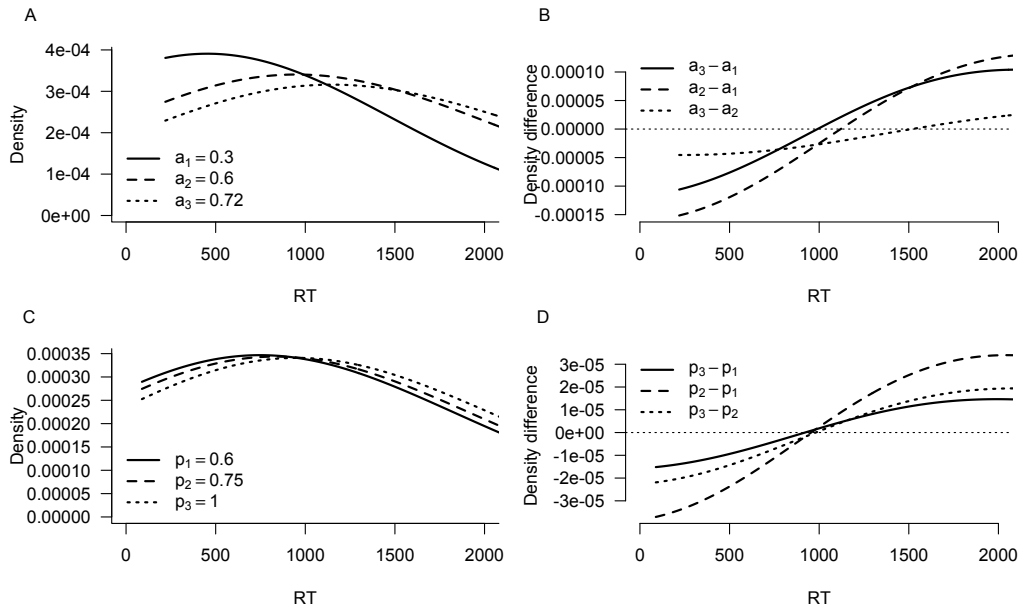 A
Density
4e-04
3e-04
2e-04
1e-04
0e+00
a₁ = 0.3
a₂ = 0.6
a₃ = 0.72
0 500 1000 1500 2000
RT
B
Density difference
0.00010
0.00005
0.00000
-0.00005
-0.00010
-0.00015
a₃ − a₁
a₂ − a₁
a₃ − a₂
0 500 1000 1500 2000
RT
C
Density
0.00035
0.00030
0.00025
0.00020
0.00015
0.00010
0.00005
0.00000
p₁ = 0.6
p₂ = 0.75
p₃ = 1
0 500 1000 1500 2000
RT
D
Density difference
3e-05
2e-05
1e-05
0e+00
-1e-05
-2e-05
-3e-05
p₃ − p₁
p₂ − p₁
p₃ − p₂
0 500 1000 1500 2000
RT